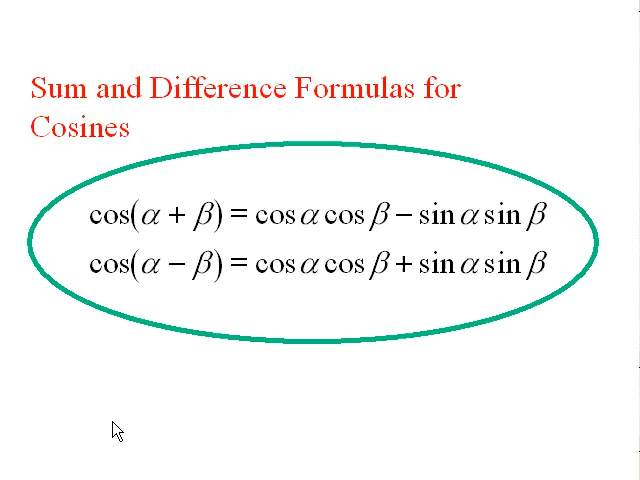 Sum and Difference Formulas for
Cosines
cos(α + β) = cos α cos β − sin α sin β
cos(α − β) = cos α cos β + sin α sin β